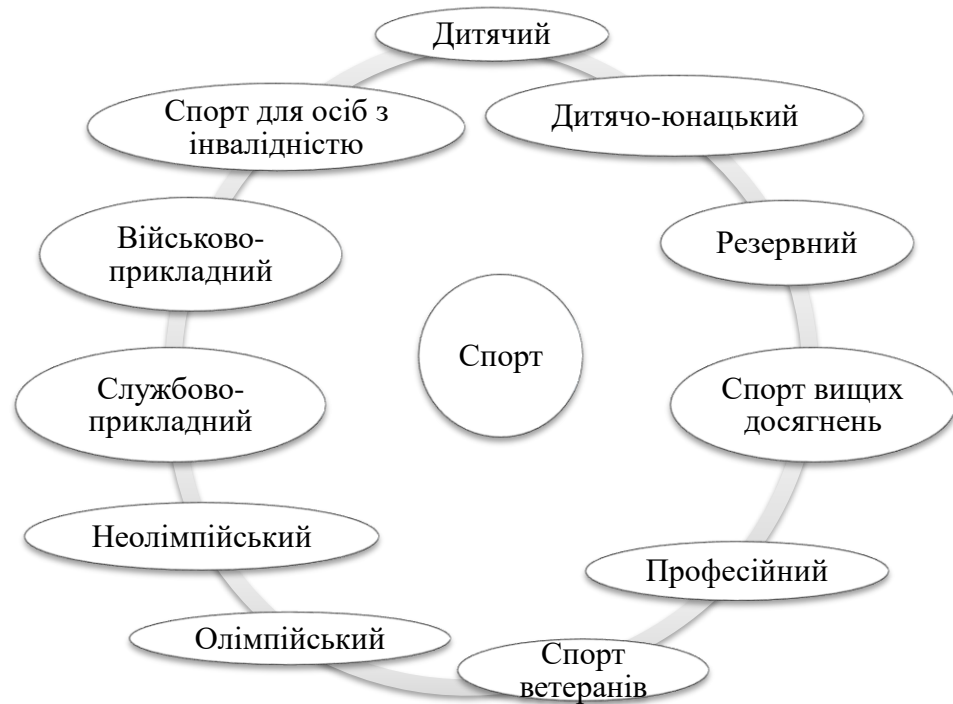 Дитячий
Дитячо-юнацький
Резервний
Спорт вищих
досягнень
Професійний
Спорт
ветеранів
Олімпійський
Неолімпійський
Службово-
прикладний
Військово-
прикладний
Спорт для осіб з
інвалідністю
Спорт